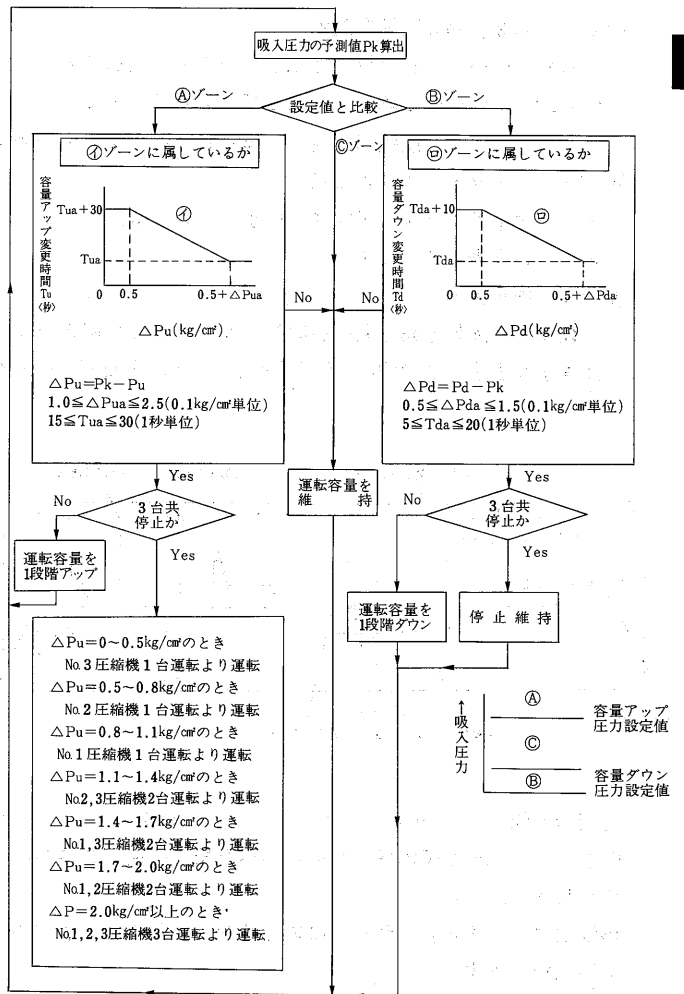 吸入圧力の予測値Pk算出
Ⓐゾーン
設定値と比較
Ⓑゾーン
Ⓒゾーン
㋑ゾーンに属しているか
容量アップ変更時間Tu〈秒〉
Tua+30
㋑
Tua
0 0.5 0.5+△Pua
△Pu(kg/cm²)
△Pu=Pk-Pu
1.0≦△Pua≦2.5(0.1kg/cm²単位)
15≦Tua≦30(1秒単位)
No
No
㋺ゾーンに属しているか
容量ダウン変更時間Td〈秒〉
Tda+10
㋺
Tda
0 0.5 0.5+△Pda
△Pd(kg/cm²)
△Pd=Pd-Pk
0.5≦△Pda≦1.5(0.1kg/cm²単位)
5≦Tda≦20(1秒単位)
Yes
No
3台共
停止か
Yes
運転容量を
1段階アップ
運転容量を
維持
Yes
No
3台共
停止か
Yes
運転容量を
1段階ダウン
停止維持
△Pu=0~0.5kg/cm²のとき
No.3圧縮機1台運転より運転
△Pu=0.5~0.8kg/cm²のとき
No.2圧縮機1台運転より運転
△Pu=0.8~1.1kg/cm²のとき
No.1圧縮機1台運転より運転
△Pu=1.1~1.4kg/cm²のとき
No.2,3圧縮機2台運転より運転
△Pu=1.4~1.7kg/cm²のとき
No.1,3圧縮機2台運転より運転
△Pu=1.7~2.0kg/cm²のとき
No.1,2圧縮機2台運転より運転
△P=2.0kg/cm²以上のとき
No.1,2,3圧縮機3台運転より運転
↑吸入圧力
Ⓐ
容量アップ
圧力設定値
Ⓒ
Ⓑ
容量ダウン
圧力設定値